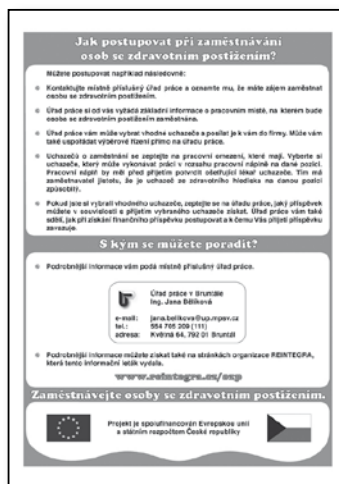 Jak postupovat při zaměstnávání
osob se zdravotním postižením?
Můžete postupovat například následovně:
Kontaktujte místně příslušný úřad práce a oznamte mu, že máte zájem zaměstnat
osobu se zdravotním postižením.
Úřad práce si od vás vyžádá základní informace o pracovním místě, na kterém bude
osoba se zdravotním postižením zaměstnána.
Úřad práce vám může vybrat vhodné uchazeče a posílat je k vám do firmy. Může vám
také uspořádat výběrové řízení přímo na úřadu práce.
Uchazečů o zaměstnání se zeptejte na pracovní omezení, které mají. Vyberte si
uchazeče, který může vykonávat práci v rozsahu pracovní náplně na dané pozici.
Pracovní náplň by měl před přijetím potvrdit ošetřující lékař uchazeče. Tím má
zaměstnavatel jistotu, že je uchazeč ze zdravotního hlediska na danou pozici
způsobilý.
Pokud jste si vybrali vhodného uchazeče, zeptejte se na úřadu práce, jaký příspěvek
můžete v souvislosti s přijetím vybraného uchazeče získat. Úřad práce vám také
sdělí, jak při získání finančního příspěvku postupovat a k čemu Vás přijetí příspěvku
zavazuje.
S kým se můžete poradit?
Podrobnější informace vám podá místně příslušný úřad práce.
Úřad práce v Bruntále
Ing. Jana Bělíková
e-mail: jana.belikova@up.mpsv.cz
tel.: 554 765 209 (111)
adresa: Květná 64, 792 01 Bruntál
Podrobnější informace můžete získat také na stránkách organizace REINTEGRA,
která tento informační leták vydala.
www.reintegra.cz/ozp
Zaměstnávejte osoby se zdravotním postižením.
Projekt je spolufinancován Evropskou unií
a státním rozpočtem České republiky